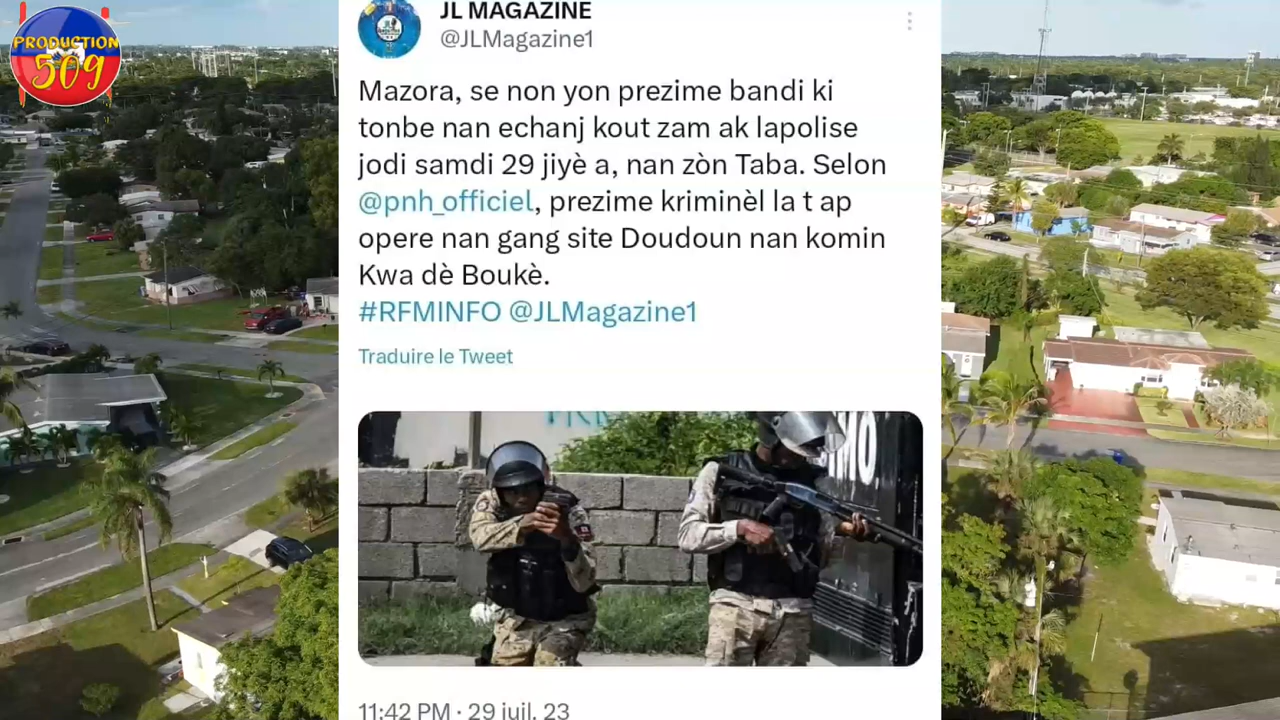 PRODUCTION
509
JL MAGAZINE
@JLMagazine1
Mazora, se non yon prezime bandi ki
tonbe nan echanj kout zam ak lapolise
jodi samdi 29 jiyè a, nan zòn Taba. Selon
@pnh_officiel, prezime kriminèl la t ap
opere nan gang site Doudoun nan komin
Kwa dè Boukè.
#RFMINFO @JLMagazine1
Traduire le Tweet
11:42 PM · 29 juil. 23